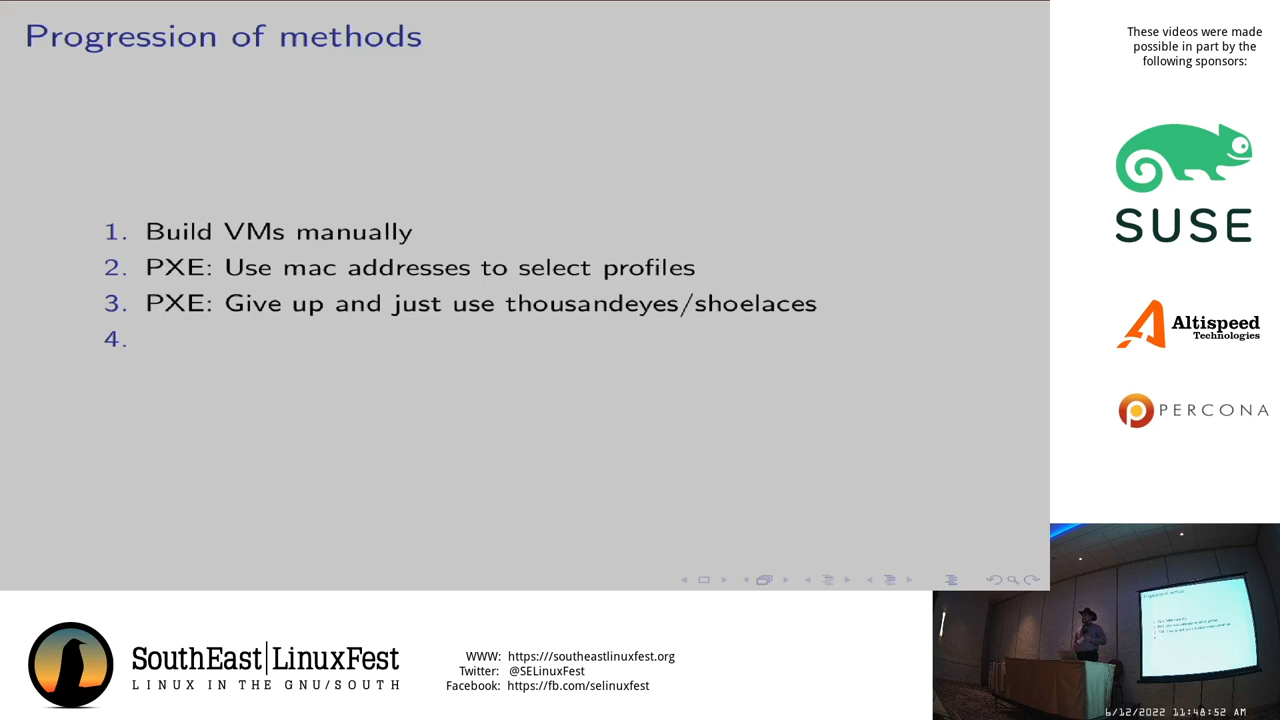 Progression of methods
1. Build VMs manually
2. PXE: Use mac addresses to select profiles
3. PXE: Give up and just use thousandeyes/shoelaces
4.
These videos were made
possible in part by the
following sponsors:
SUSE
Altispeed
Technologies
PERCONA
SouthEast LinuxFest
LINUX IN THE GNU/SOUTH
WWW: https:///southeastlinuxfest.org
Twitter: @SELinuxFest
Facebook: https://fb.com/selinuxfest
Progression of methods
6/12/2022 11:48:52 AM